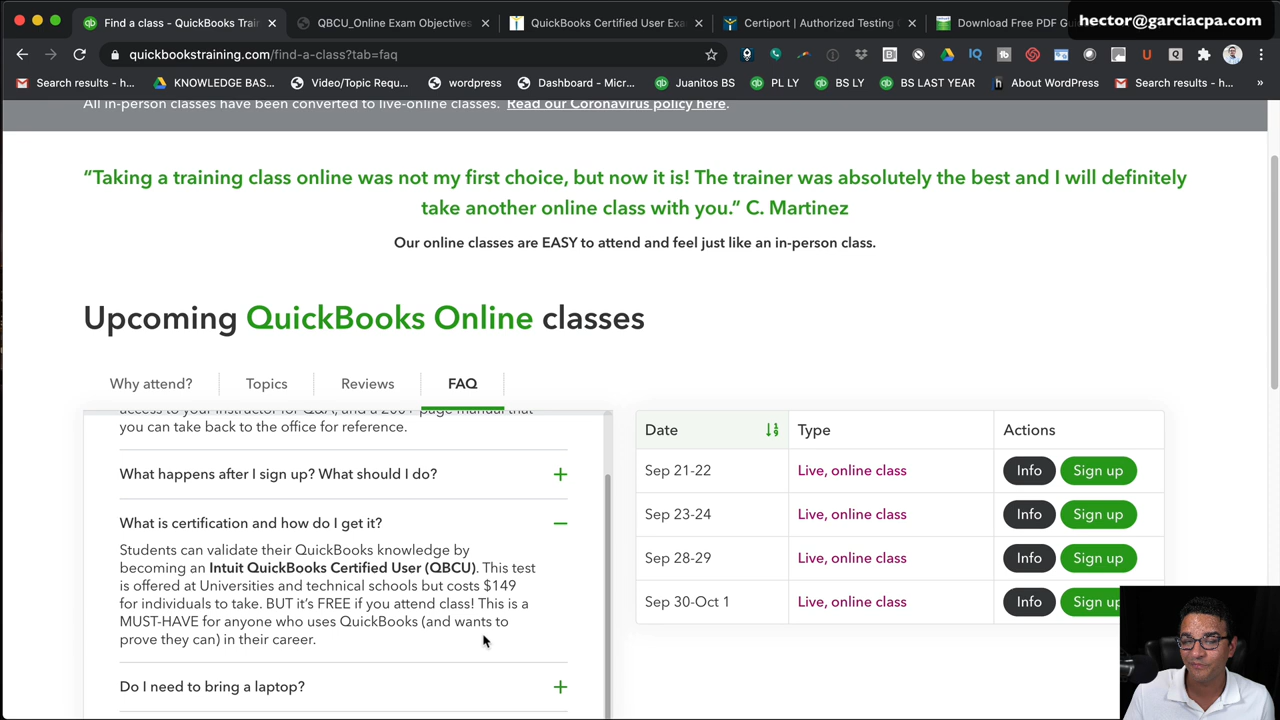 Find a class - QuickBooks Train
QBCU_Online Exam Objectives
QuickBooks Certified User Exa
Certiport | Authorized Testing
Download Free PDF Gu
hector@garciacpa.com
quickbookstraining.com/find-a-class?tab=faq
Search results - h...
KNOWLEDGE BAS...
Video/Topic Requ...
wordpress
Dashboard - Micr...
Juanitos BS
PL LY
BS LY
BS LAST YEAR
About WordPress
Search results - h...
»
All in-person classes have been converted to live-online classes. Read our Coronavirus policy here.
“Taking a training class online was not my first choice, but now it is! The trainer was absolutely the best and I will definitely
take another online class with you.” C. Martinez
Our online classes are EASY to attend and feel just like an in-person class.
Upcoming QuickBooks Online classes
Why attend?
Topics
Reviews
FAQ
access to your instructor for Q&A, and a 200+ page manual that
you can take back to the office for reference.
What happens after I sign up? What should I do?
What is certification and how do I get it?
Students can validate their QuickBooks knowledge by
becoming an Intuit QuickBooks Certified User (QBCU). This test
is offered at Universities and technical schools but costs $149
for individuals to take. BUT it’s FREE if you attend class! This is a
MUST-HAVE for anyone who uses QuickBooks (and wants to
prove they can) in their career.
Do I need to bring a laptop?
Date Type Actions
Sep 21-22 Live, online class Info Sign up
Sep 23-24 Live, online class Info Sign up
Sep 28-29 Live, online class Info Sign up
Sep 30-Oct 1 Live, online class Info Sign up